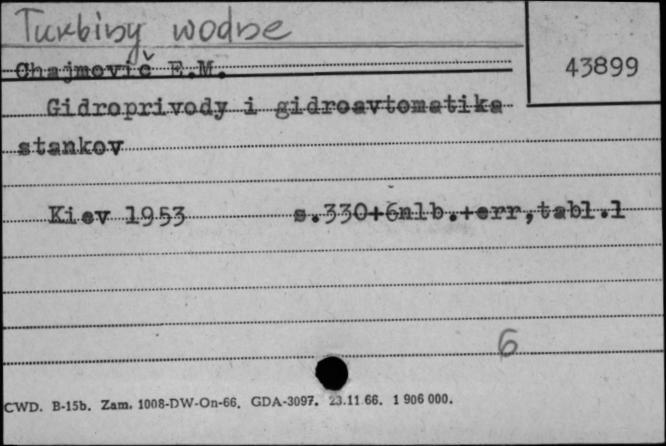 Turbiny wodne
43899
Chajmovič E.M.
Gidroprivody i gidroavtomatika
stankov
Kiev 1953 s.330+6nlb.+err,tabl.1
6
CWD. B-15b. Zam. 1008-DW-On-66. GDA-3097. 23.11.66. 1 906 000.